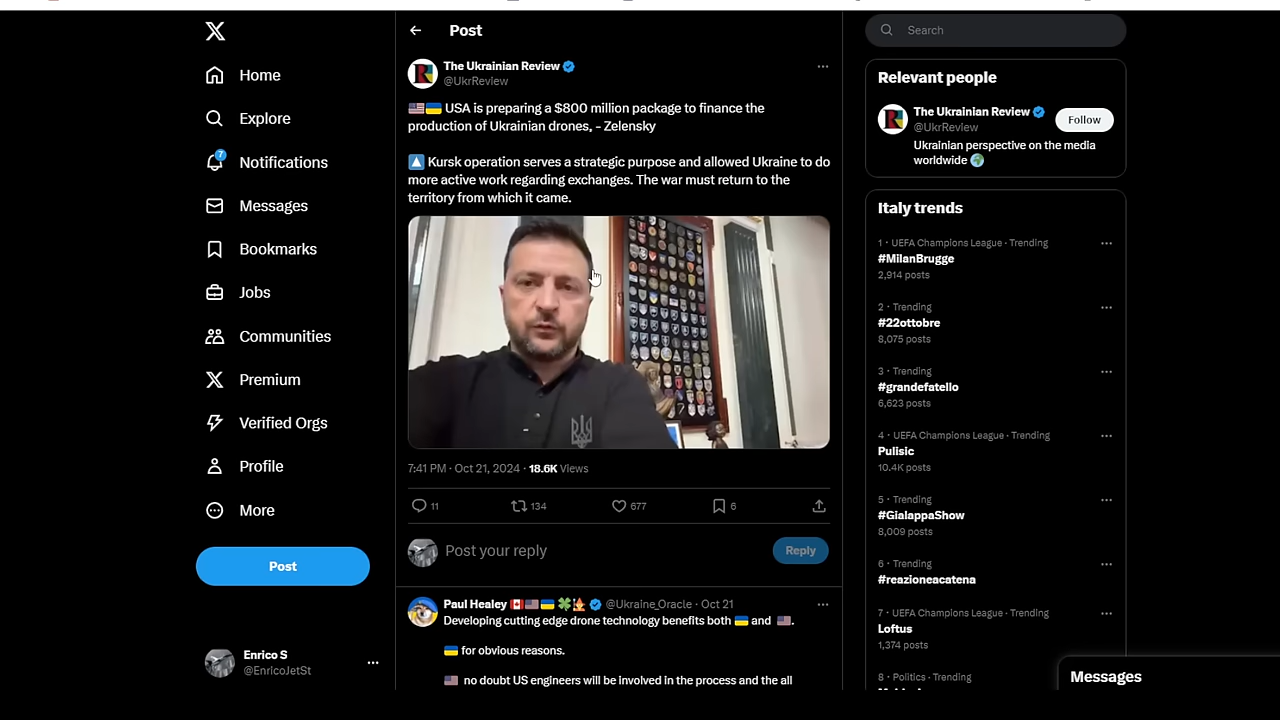 Home
Explore
7
Notifications
Messages
Bookmarks
Jobs
Communities
Premium
Verified Orgs
Profile
More
Post
Enrico S
@EnricoJetSt
Post
The Ukrainian Review
@UkrReview
USA is preparing a $800 million package to finance the
production of Ukrainian drones, - Zelensky
Kursk operation serves a strategic purpose and allowed Ukraine to do
more active work regarding exchanges. The war must return to the
territory from which it came.
7:41 PM · Oct 21, 2024 · 18.6K Views
11
134
677
6
Post your reply
Reply
Paul Healey @Ukraine_Oracle · Oct 21
Developing cutting edge drone technology benefits both 🇺🇦 and 🇺🇸.
🇺🇦 for obvious reasons.
🇺🇸 no doubt US engineers will be involved in the process and the all
Search
Relevant people
The Ukrainian Review
@UkrReview
Follow
Ukrainian perspective on the media
worldwide
Italy trends
1 · UEFA Champions League · Trending
#MilanBrugge
2,914 posts
2 · Trending
#22ottobre
8,075 posts
3 · Trending
#grandefatello
6,623 posts
4 · UEFA Champions League · Trending
Pulisic
10.4K posts
5 · Trending
#GialappaShow
8,009 posts
6 · Trending
#reazioneacatena
7 · UEFA Champions League · Trending
Loftus
1,374 posts
8 · Politics · Trending
Messages